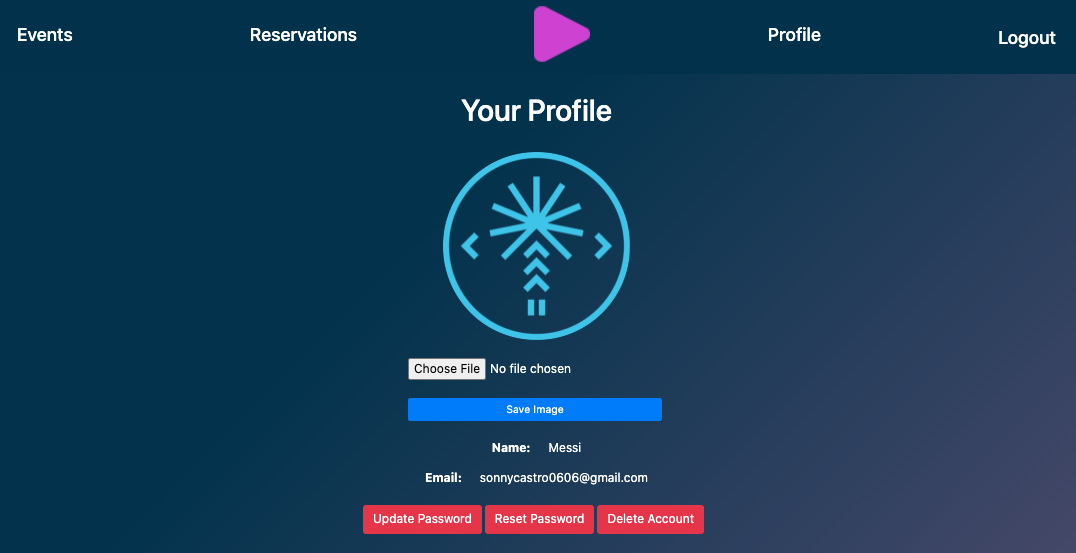 Events Reservations Profile Logout
Your Profile
Choose File No file chosen
Save Image
Name: Messi
Email: sonnycastro0606@gmail.com
Update Password Reset Password Delete Account